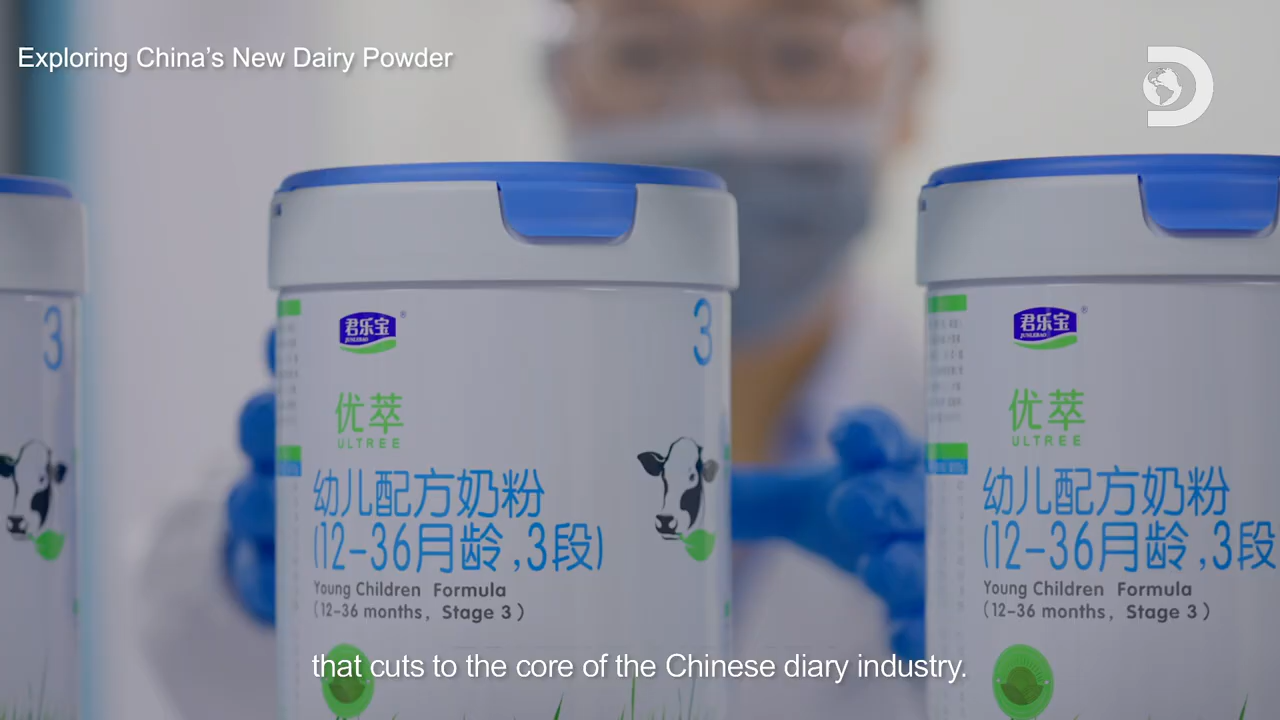 Exploring China's New Dairy Powder
3
君乐宝
JUNLEBAO
®
3
优萃
ULTREE
幼儿配方奶粉
(12-36月龄,3段)
Young Children Formula
(12-36 months, Stage 3)
君乐宝
JUNLEBAO
®
优萃
ULTREE
幼儿配方奶粉
(12-36月龄,3段
Young Children Formula
(12-36 months, Stage 3)
that cuts to the core of the Chinese diary industry.